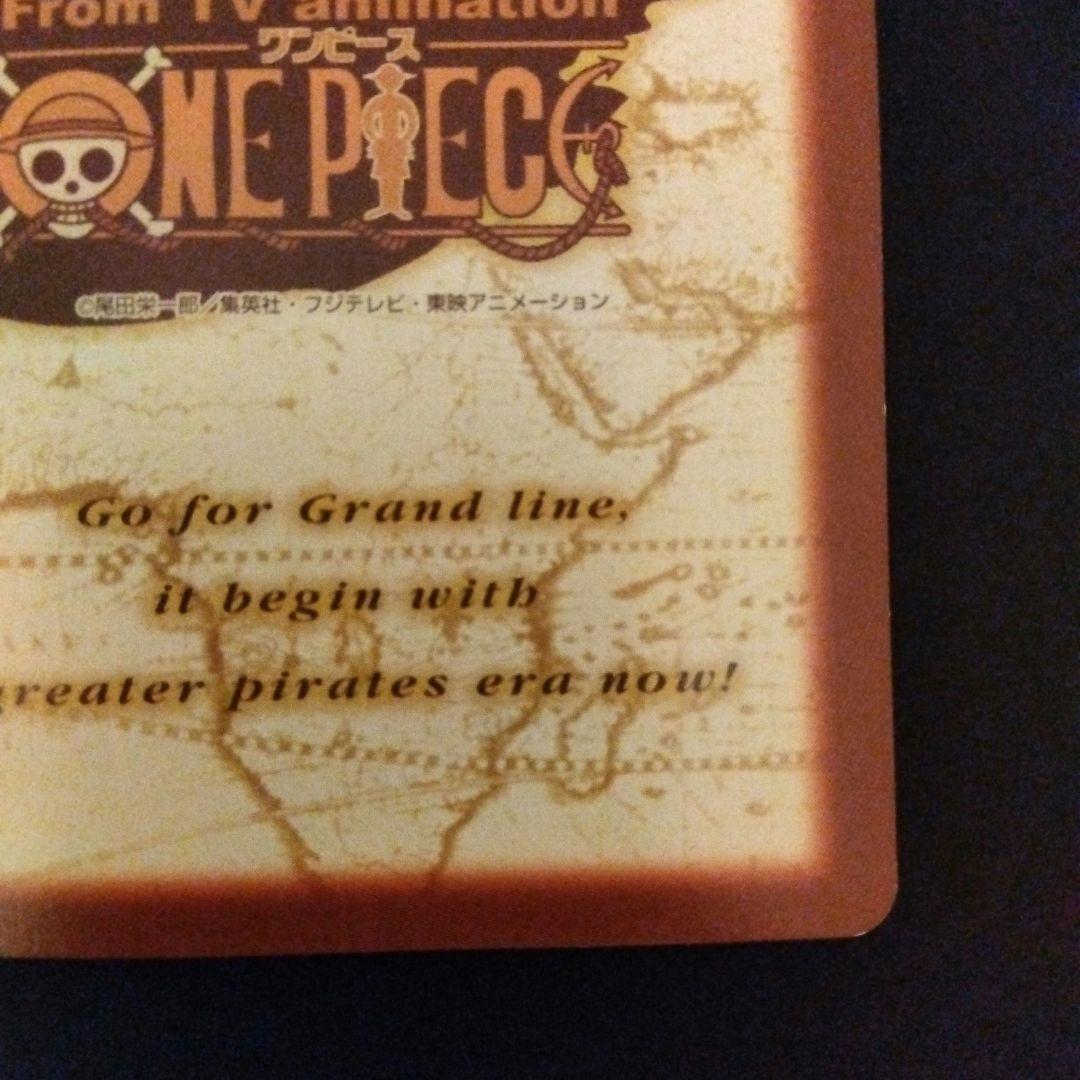 From TV animation
ワンピース
ONE PIECE
©尾田栄一郎／集英社・フジテレビ・東映アニメーション
Go for Grand line,
it begin with
greater pirates era now!